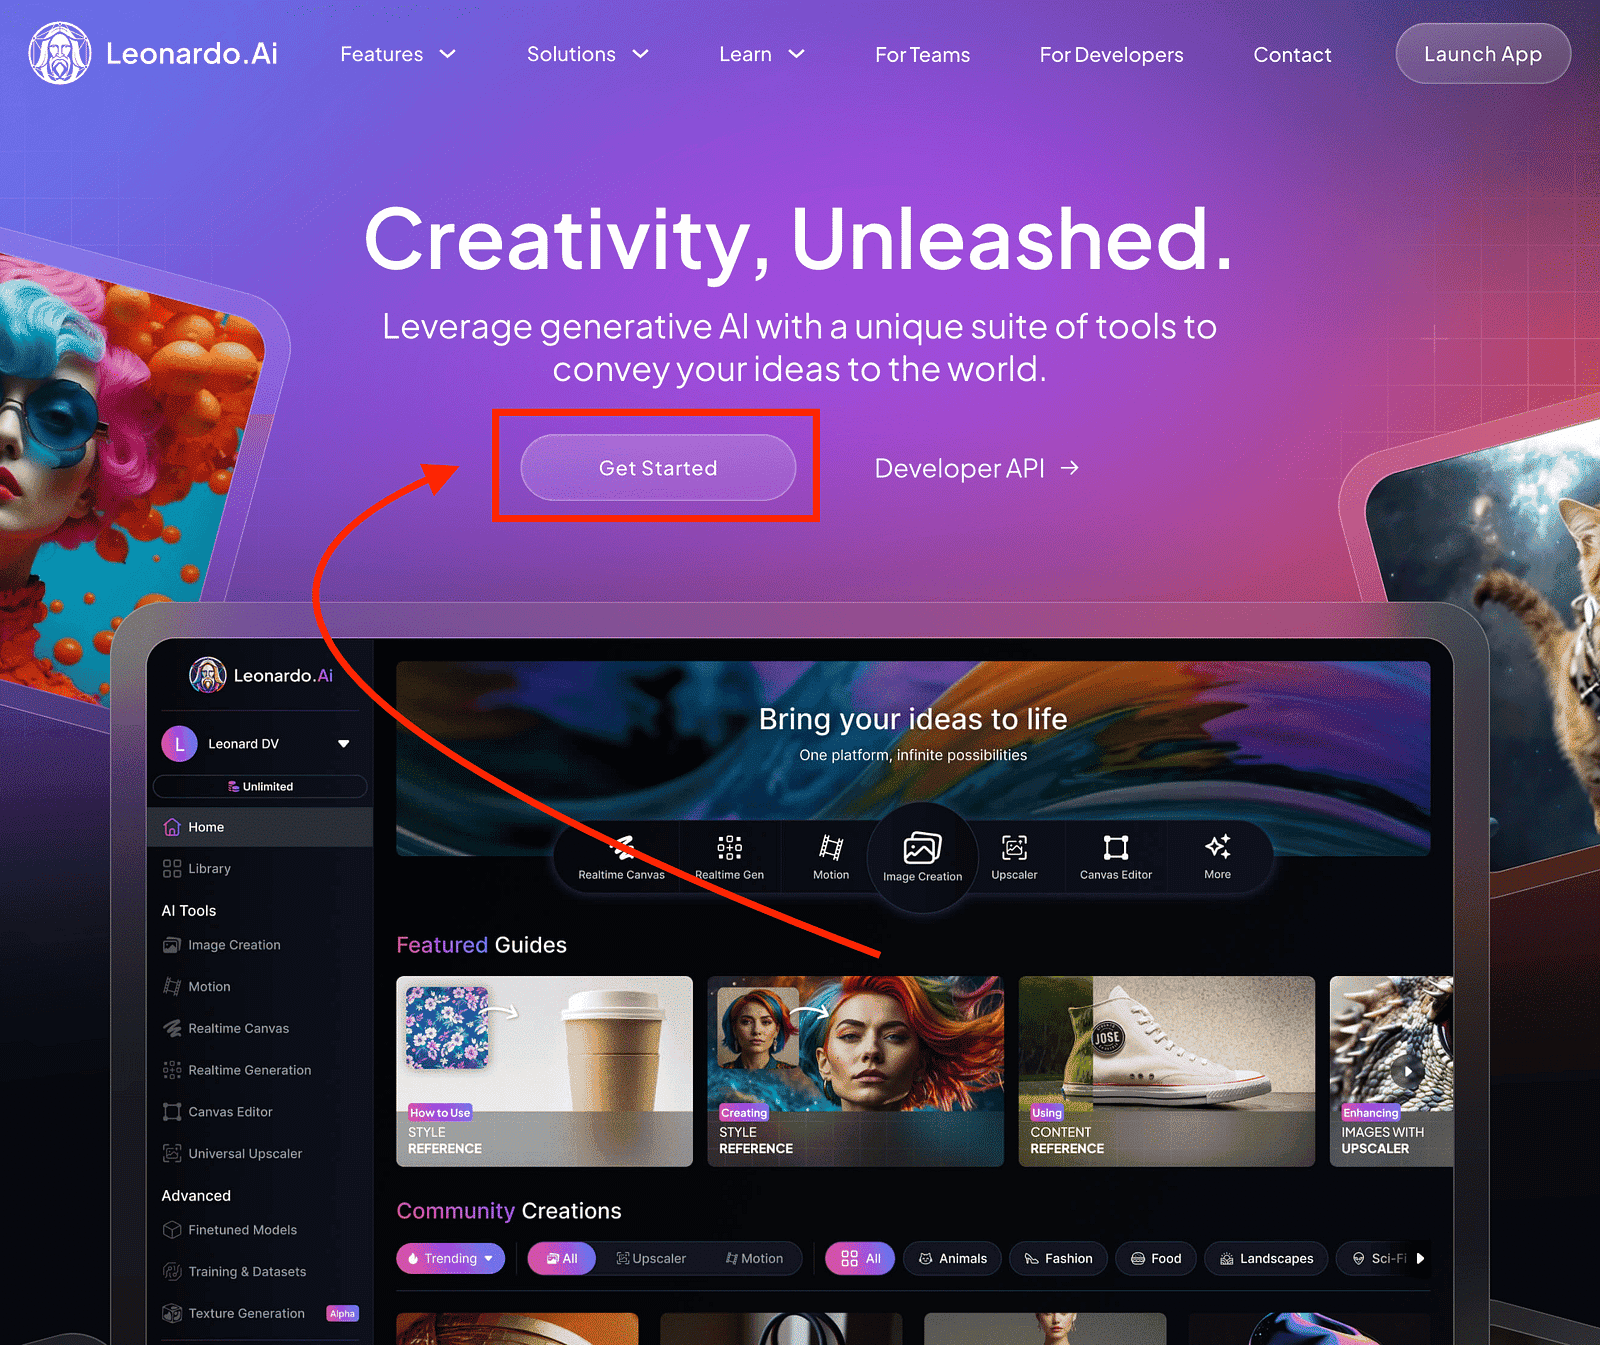 Leonardo.Ai
Features
Solutions
Learn
For Teams
For Developers
Contact
Launch App
Creativity, Unleashed.
Leverage generative AI with a unique suite of tools to
convey your ideas to the world.
Get Started
Developer API →
Leonardo.Ai
L
Leonard DV
Unlimited
Home
Library
AI Tools
Image Creation
Motion
Realtime Canvas
Realtime Generation
Canvas Editor
Universal Upscaler
Advanced
Finetuned Models
Training & Datasets
Texture Generation
Alpha
Bring your ideas to life
One platform, infinite possibilities
Realtime Canvas
Realtime Gen
Motion
Image Creation
Upscaler
Canvas Editor
More
Featured Guides
How to Use
STYLE
REFERENCE
Creating
STYLE
REFERENCE
JOSE
Using
CONTENT
REFERENCE
Enhancing
IMAGES WITH
UPSCALER
Community Creations
Trending
All
Upscaler
Motion
All
Animals
Fashion
Food
Landscapes
Sci-Fi